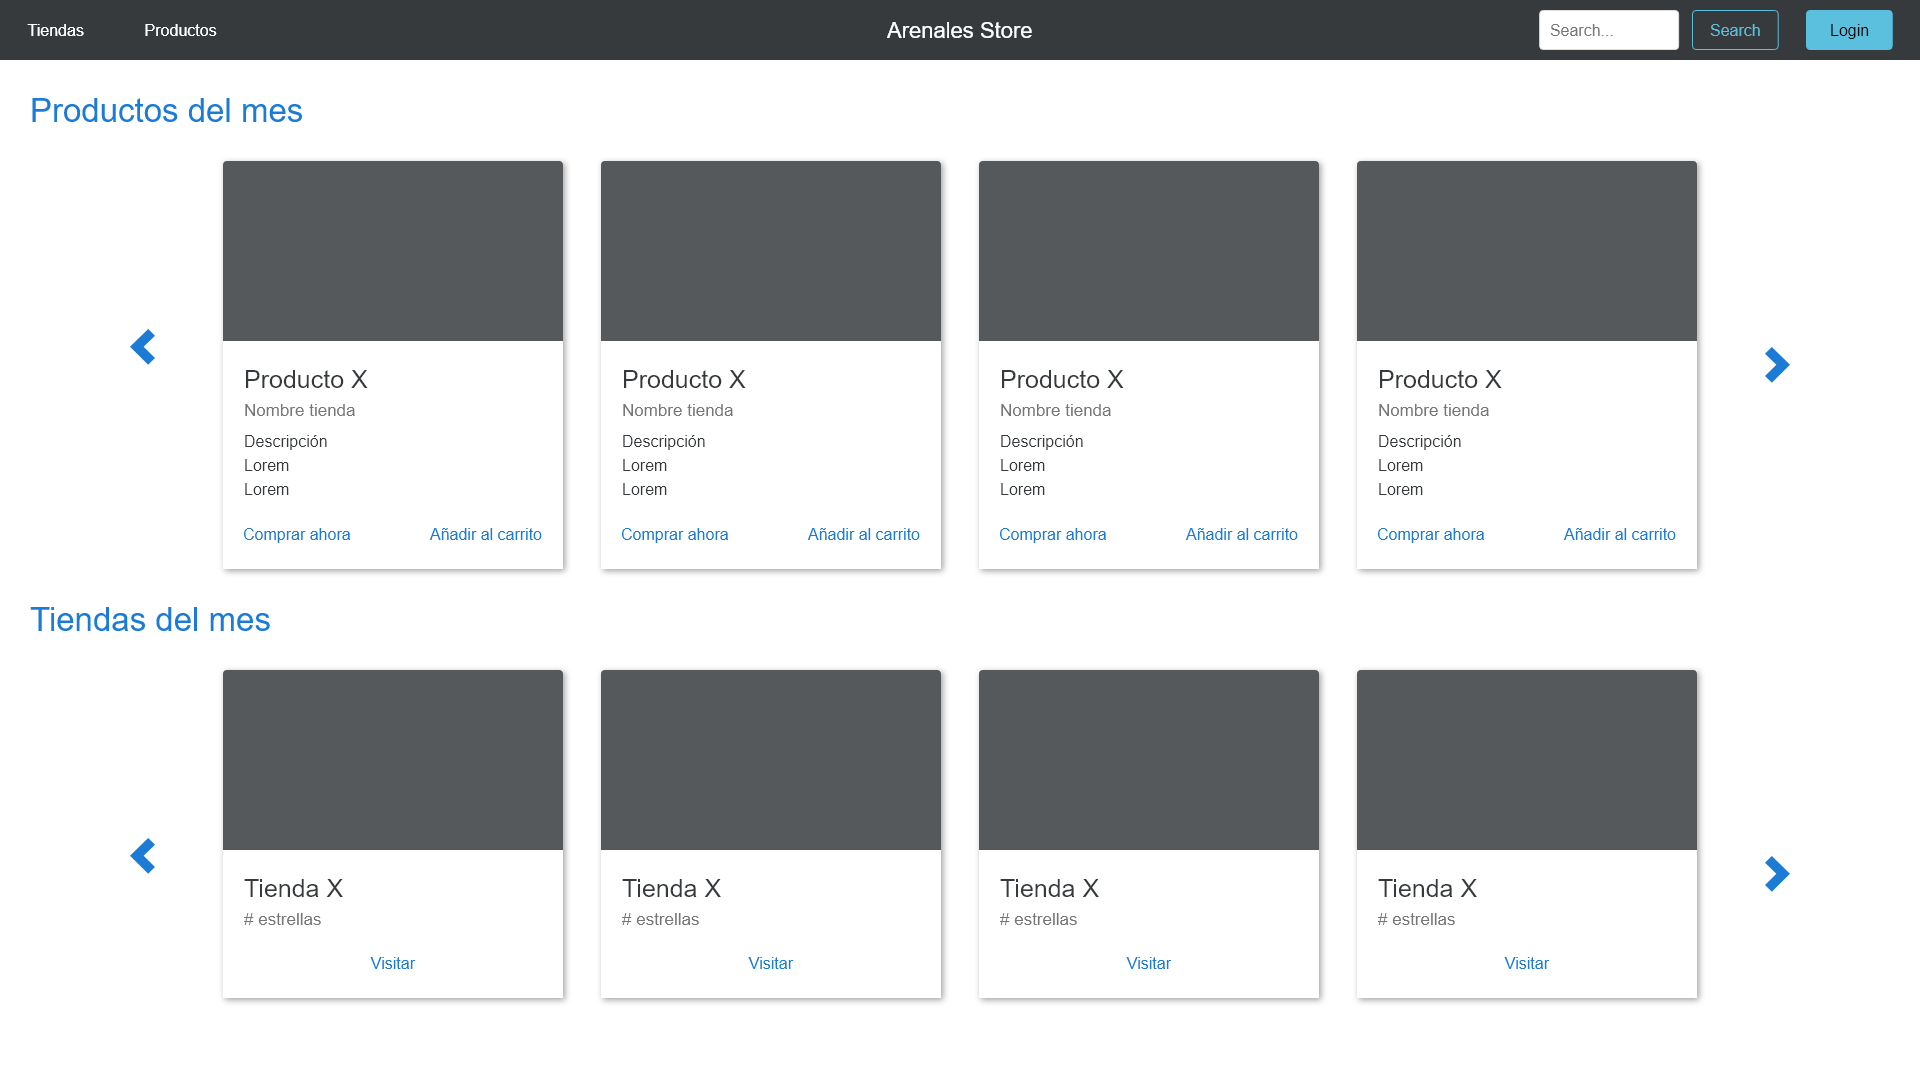 Tiendas Productos Arenales Store Search... Search Login
Productos del mes
Producto X Producto X Producto X Producto X
Nombre tienda Nombre tienda Nombre tienda Nombre tienda
Descripción Descripción Descripción Descripción
Lorem Lorem Lorem Lorem
Lorem Lorem Lorem Lorem
Comprar ahora Añadir al carrito Comprar ahora Añadir al carrito Comprar ahora Añadir al carrito Comprar ahora Añadir al carrito
Tiendas del mes
Tienda X Tienda X Tienda X Tienda X
# estrellas # estrellas # estrellas # estrellas
Visitar Visitar Visitar Visitar